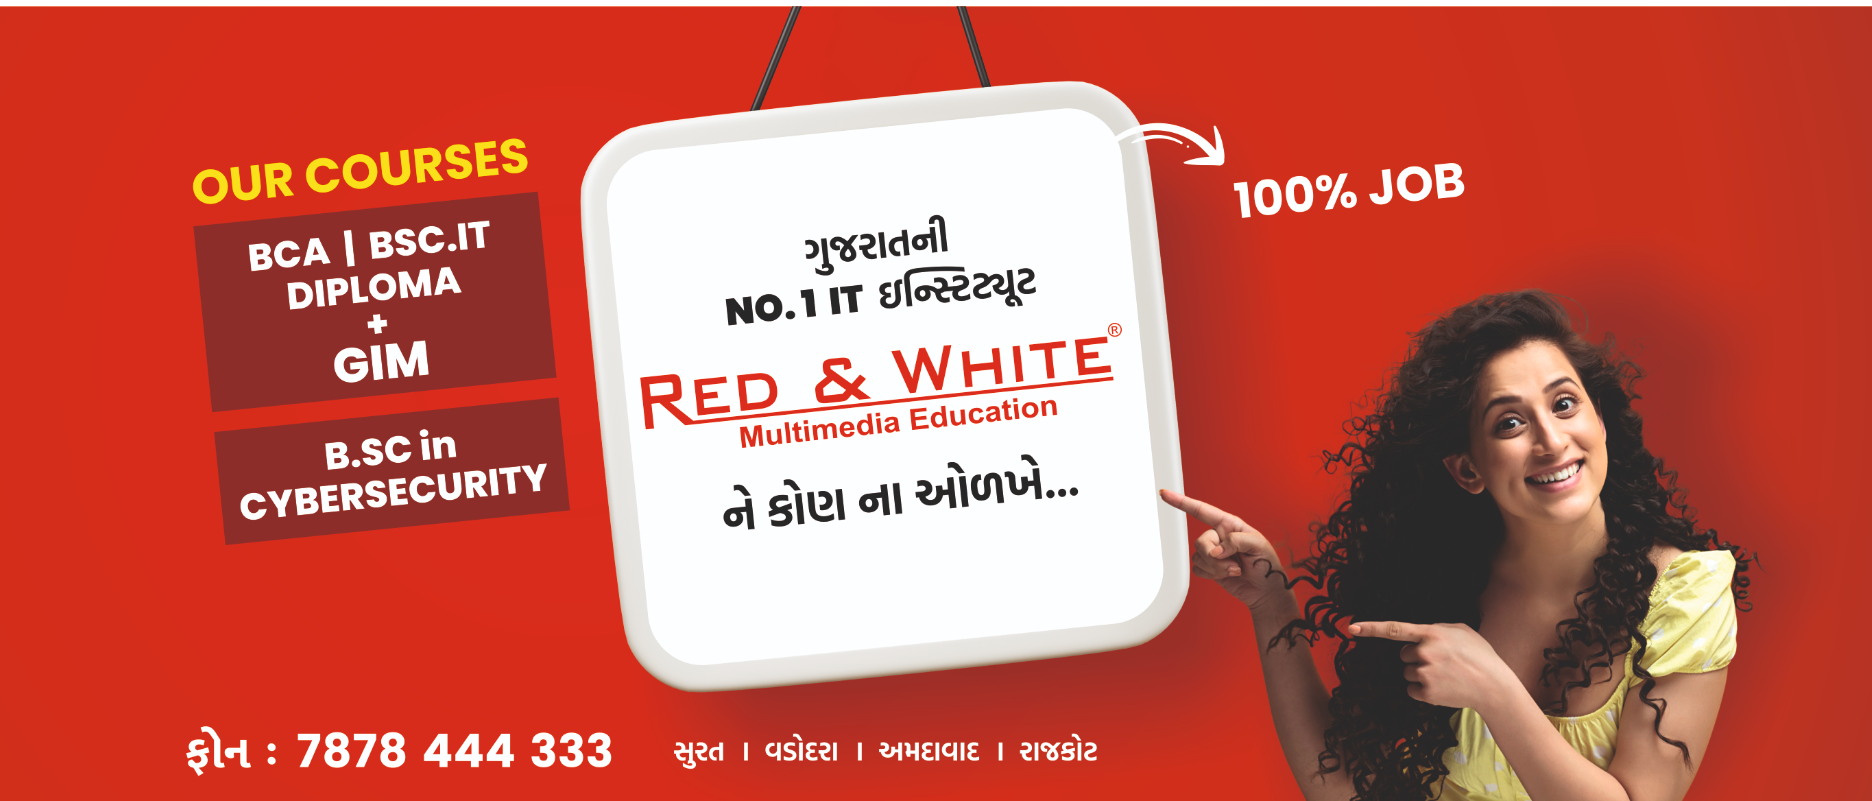 OUR COURSES
BCA | BSC.IT
DIPLOMA
+
GIM
B.SC in
CYBERSECURITY
ગુજરાતની
NO.1 IT ઇન્સ્ટિટ્યૂટ
RED & WHITE®
Multimedia Education
ને કોણ ના ઓળખે...
100% JOB
ફોન : 7878 444 333
સુરત | વડોદરા | અમદાવાદ | રાજકોટ